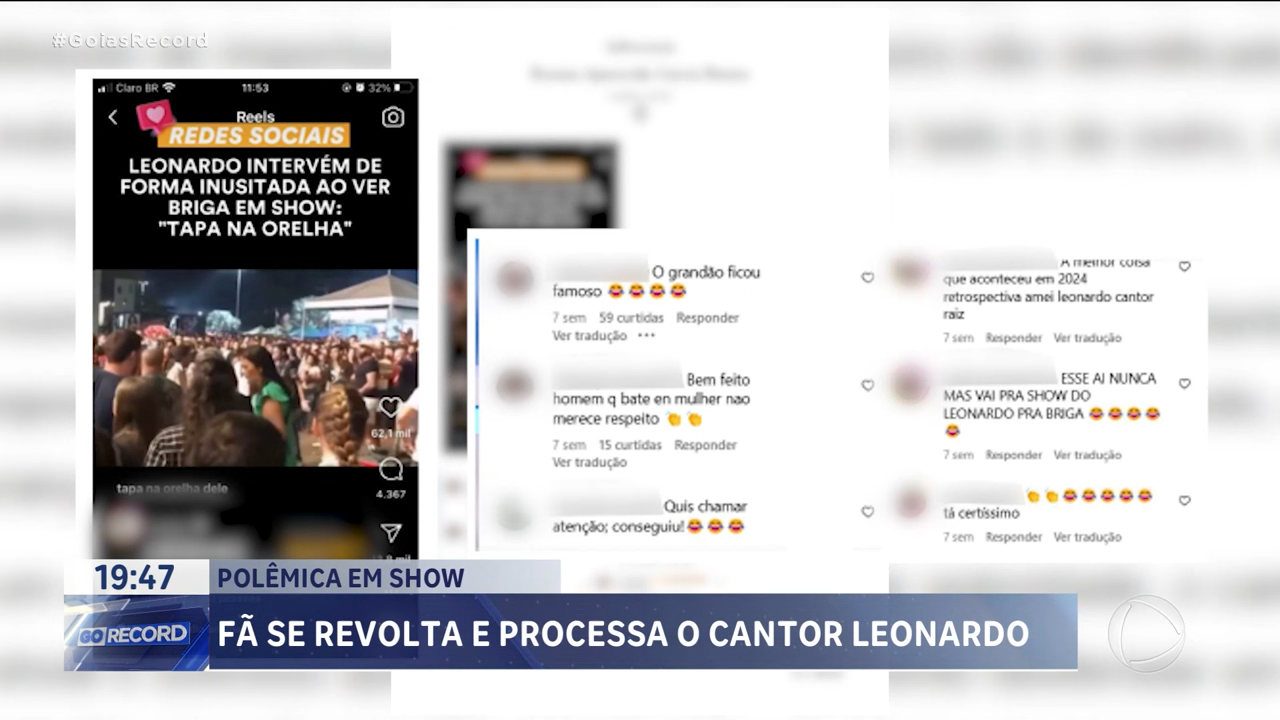 #GoiásRecord
Claro BR
11:53
32%
Reels
REDES SOCIAIS
LEONARDO INTERVÉM DE
FORMA INUSITADA AO VER
BRIGA EM SHOW:
"TAPA NA ORELHA"
62,1 mil
4.367
tapa na orelha dele
O grandão ficou
famoso 😂😂😂😂
7 sem 59 curtidas Responder
Ver tradução •••
Bem feito
homem q bate en mulher nao
merece respeito 👏👏
7 sem 15 curtidas Responder
Ver tradução
Quis chamar
atenção; conseguiu!😂😂😂
A melhor coisa
que aconteceu em 2024
retrospectiva amei leonardo cantor
raiz
7 sem Responder Ver tradução
ESSE AI NUNCA
MAS VAI PRA SHOW DO
LEONARDO PRA BRIGA 😂😂😂😂
😂
7 sem Responder Ver tradução
👏👏😂😂😂😂😂
tá certíssimo
7 sem Responder Ver tradução
19:47
POLÊMICA EM SHOW
GO RECORD
FÃ SE REVOLTA E PROCESSA O CANTOR LEONARDO